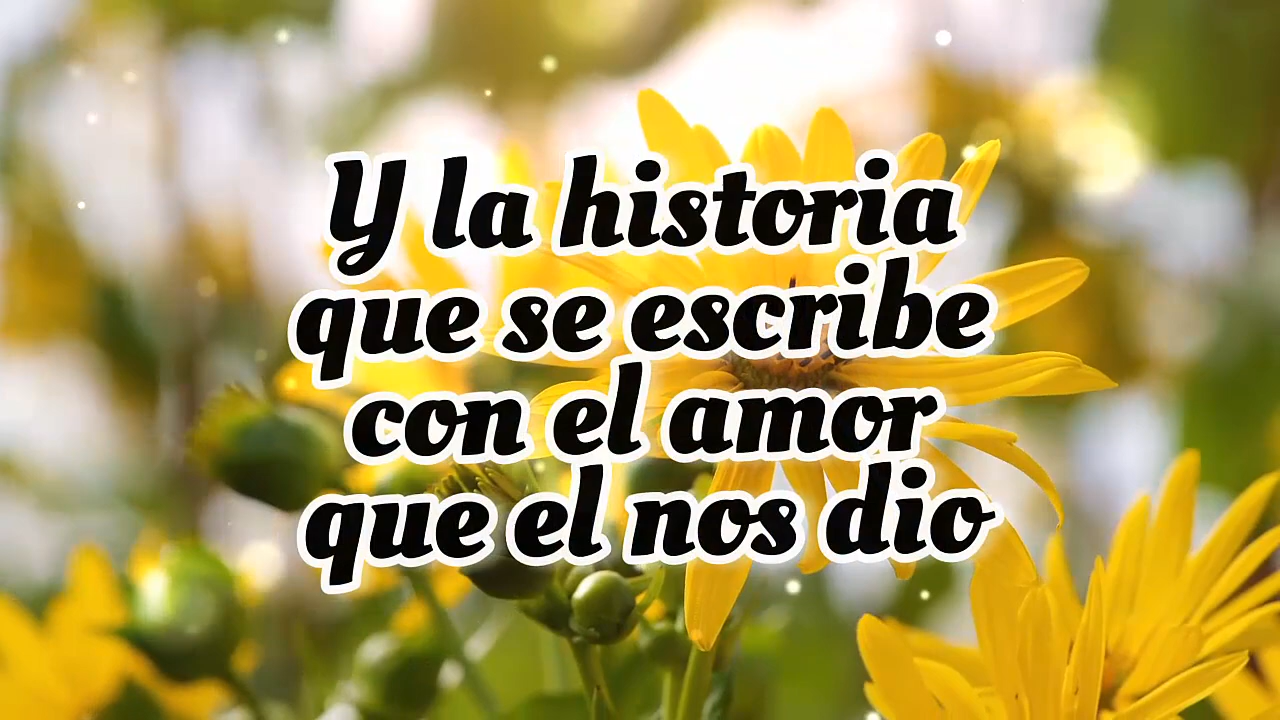 Y la historia
que se escribe
con el amor
que el nos dio